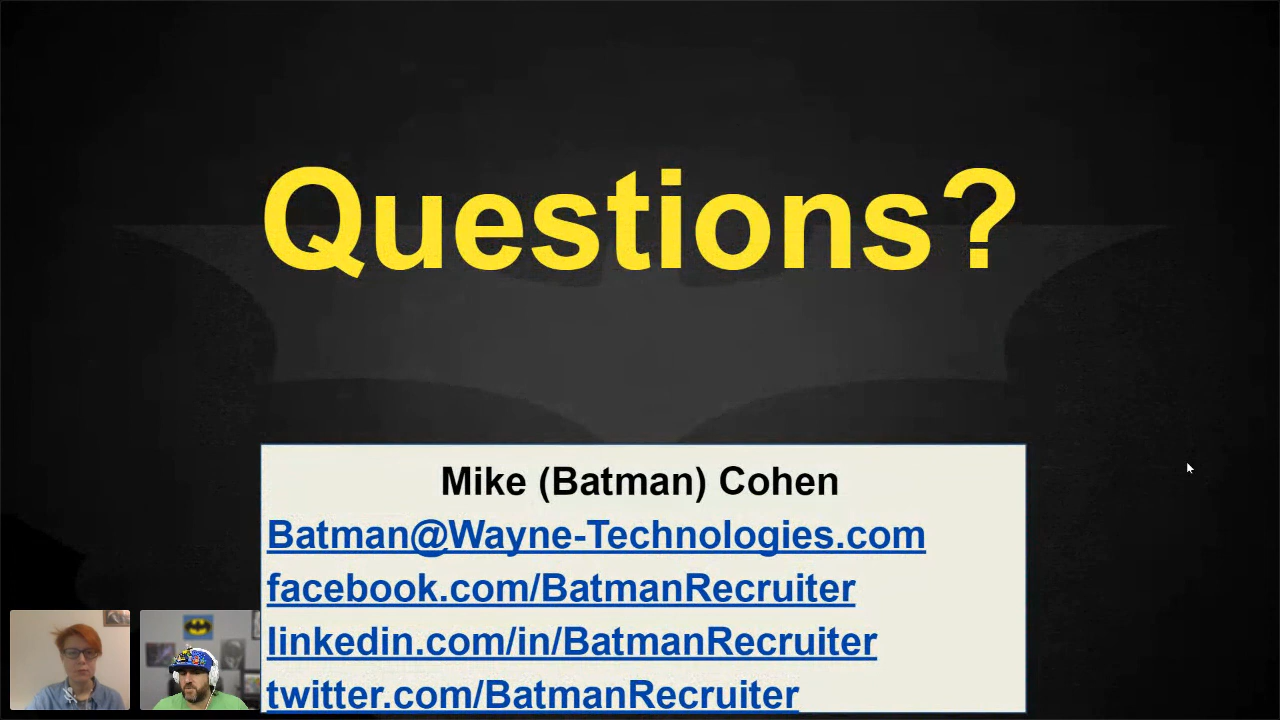 Questions?
Mike (Batman) Cohen
Batman@Wayne-Technologies.com
facebook.com/BatmanRecruiter
linkedin.com/in/BatmanRecruiter
twitter.com/BatmanRecruiter